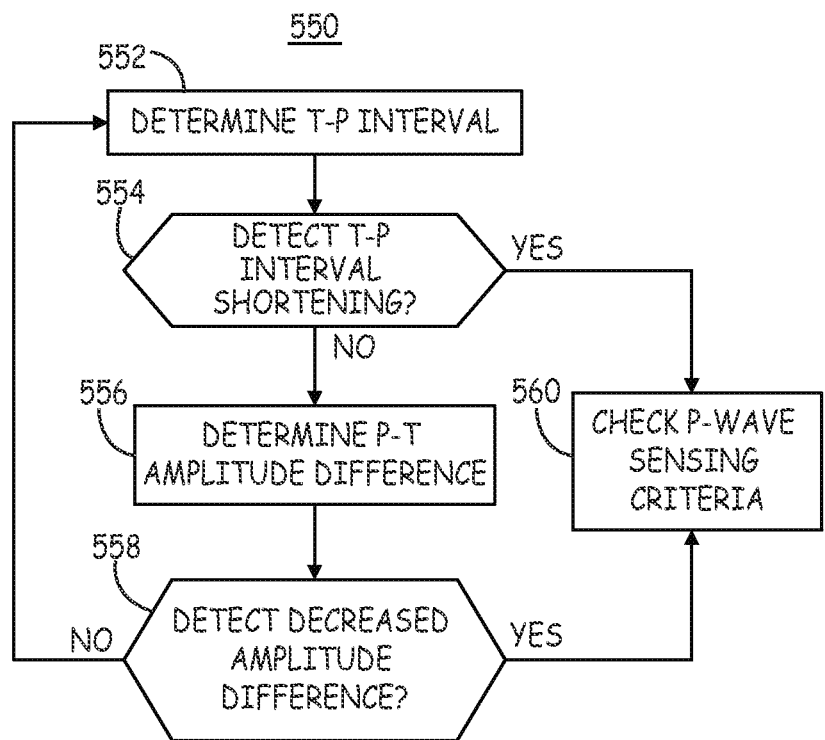 550
552
DETERMINE T-P INTERVAL
554
DETECT T-P
INTERVAL
SHORTENING?
YES
NO
556
DETERMINE P-T
AMPLITUDE DIFFERENCE
560
CHECK P-WAVE
SENSING
CRITERIA
558
DETECT DECREASED
AMPLITUDE
DIFFERENCE?
NO
YES